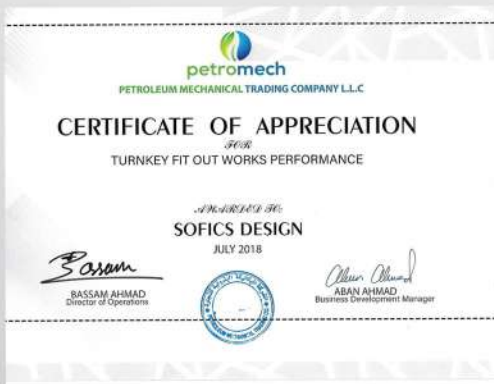 petromech
PETROLEUM MECHANICAL TRADING COMPANY L.L.C
CERTIFICATE OF APPRECIATION
FOR
TURNKEY FIT OUT WORKS PERFORMANCE
AWARDED TO:
SOFICS DESIGN
JULY 2018
Bassam
BASSAM AHMAD
Director of Operations
ABAN AHMAD
Business Development Manager